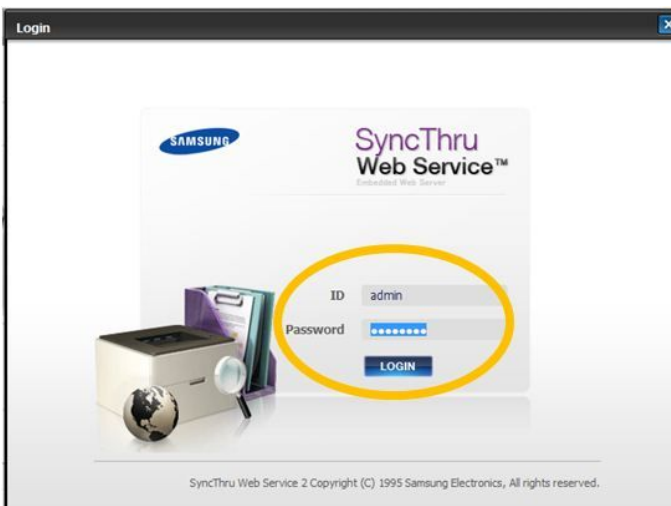 Login
SAMSUNG
SyncThru
Web Service™
Embedded Web Server
ID admin
Password ••••••••
LOGIN
SyncThru Web Service 2 Copyright (C) 1995 Samsung Electronics, All rights reserved.